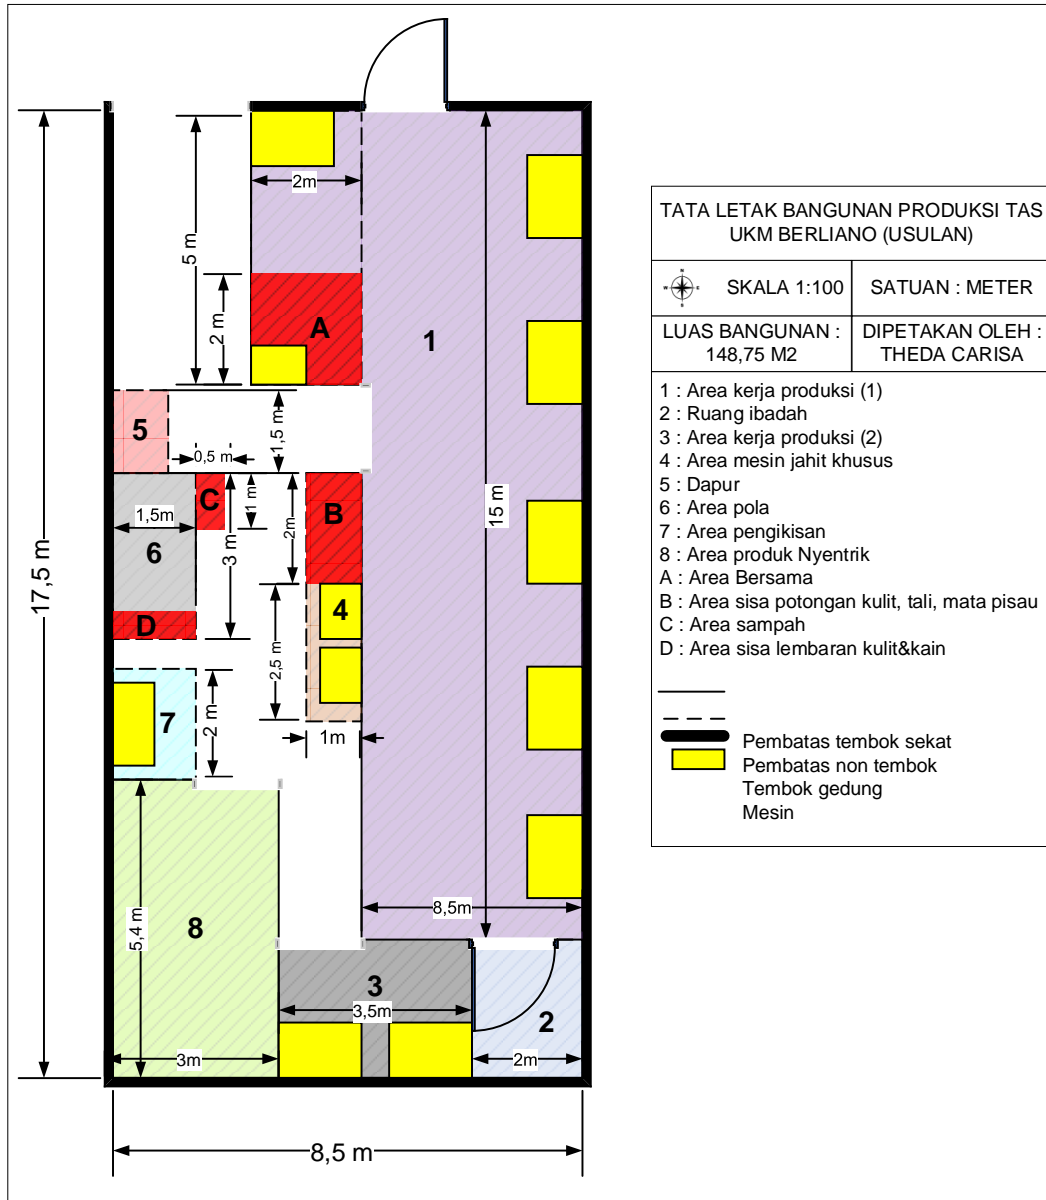 2m
5 m
2 m
A
1
5
1,5 m
0,5 m
C
1 m
B
2m
1,5m
3 m
6
15 m
17,5 m
4
D
2,5 m
7
2 m
1m
8,5m
5,4 m
8
3
3,5m
2
3m
2m
8,5 m
TATA LETAK BANGUNAN PRODUKSI TAS
UKM BERLIANO (USULAN)
N
W
E
S
SKALA 1:100
SATUAN : METER
LUAS BANGUNAN :
148,75 M2
DIPETAKAN OLEH :
THEDA CARISA
1 : Area kerja produksi (1)
2 : Ruang ibadah
3 : Area kerja produksi (2)
4 : Area mesin jahit khusus
5 : Dapur
6 : Area pola
7 : Area pengikisan
8 : Area produk Nyentrik
A : Area Bersama
B : Area sisa potongan kulit, tali, mata pisau
C : Area sampah
D : Area sisa lembaran kulit&kain
Pembatas tembok sekat
Pembatas non tembok
Tembok gedung
Mesin